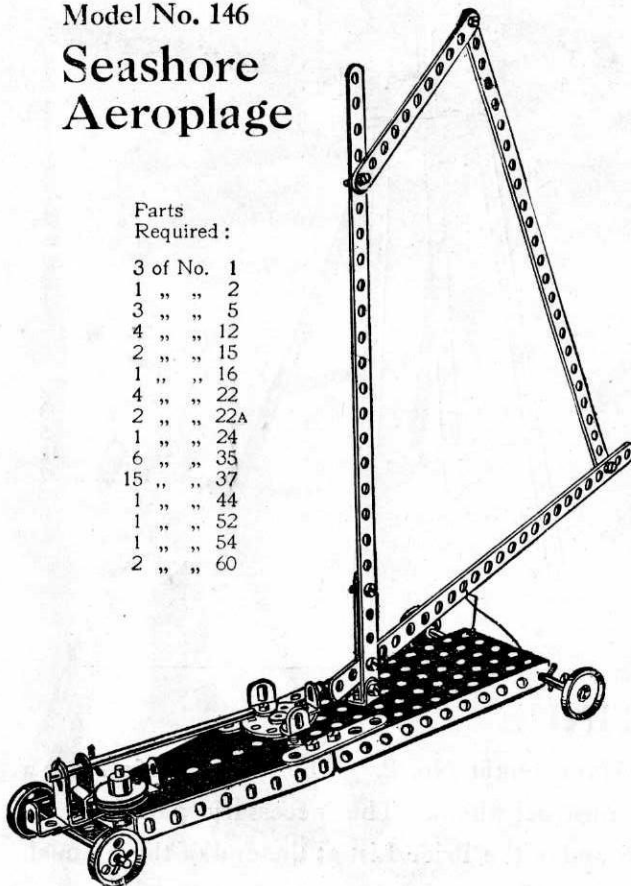 Model No. 146
Seashore
Aeroplage
Parts
Required :
3 of No. 1
1 „ „ 2
3 „ „ 5
4 „ „ 12
2 „ „ 15
1 „ „ 16
4 „ „ 22
2 „ „ 22A
1 „ „ 24
6 „ „ 35
15 „ „ 37
1 „ „ 44
1 „ „ 52
1 „ „ 54
2 „ „ 60